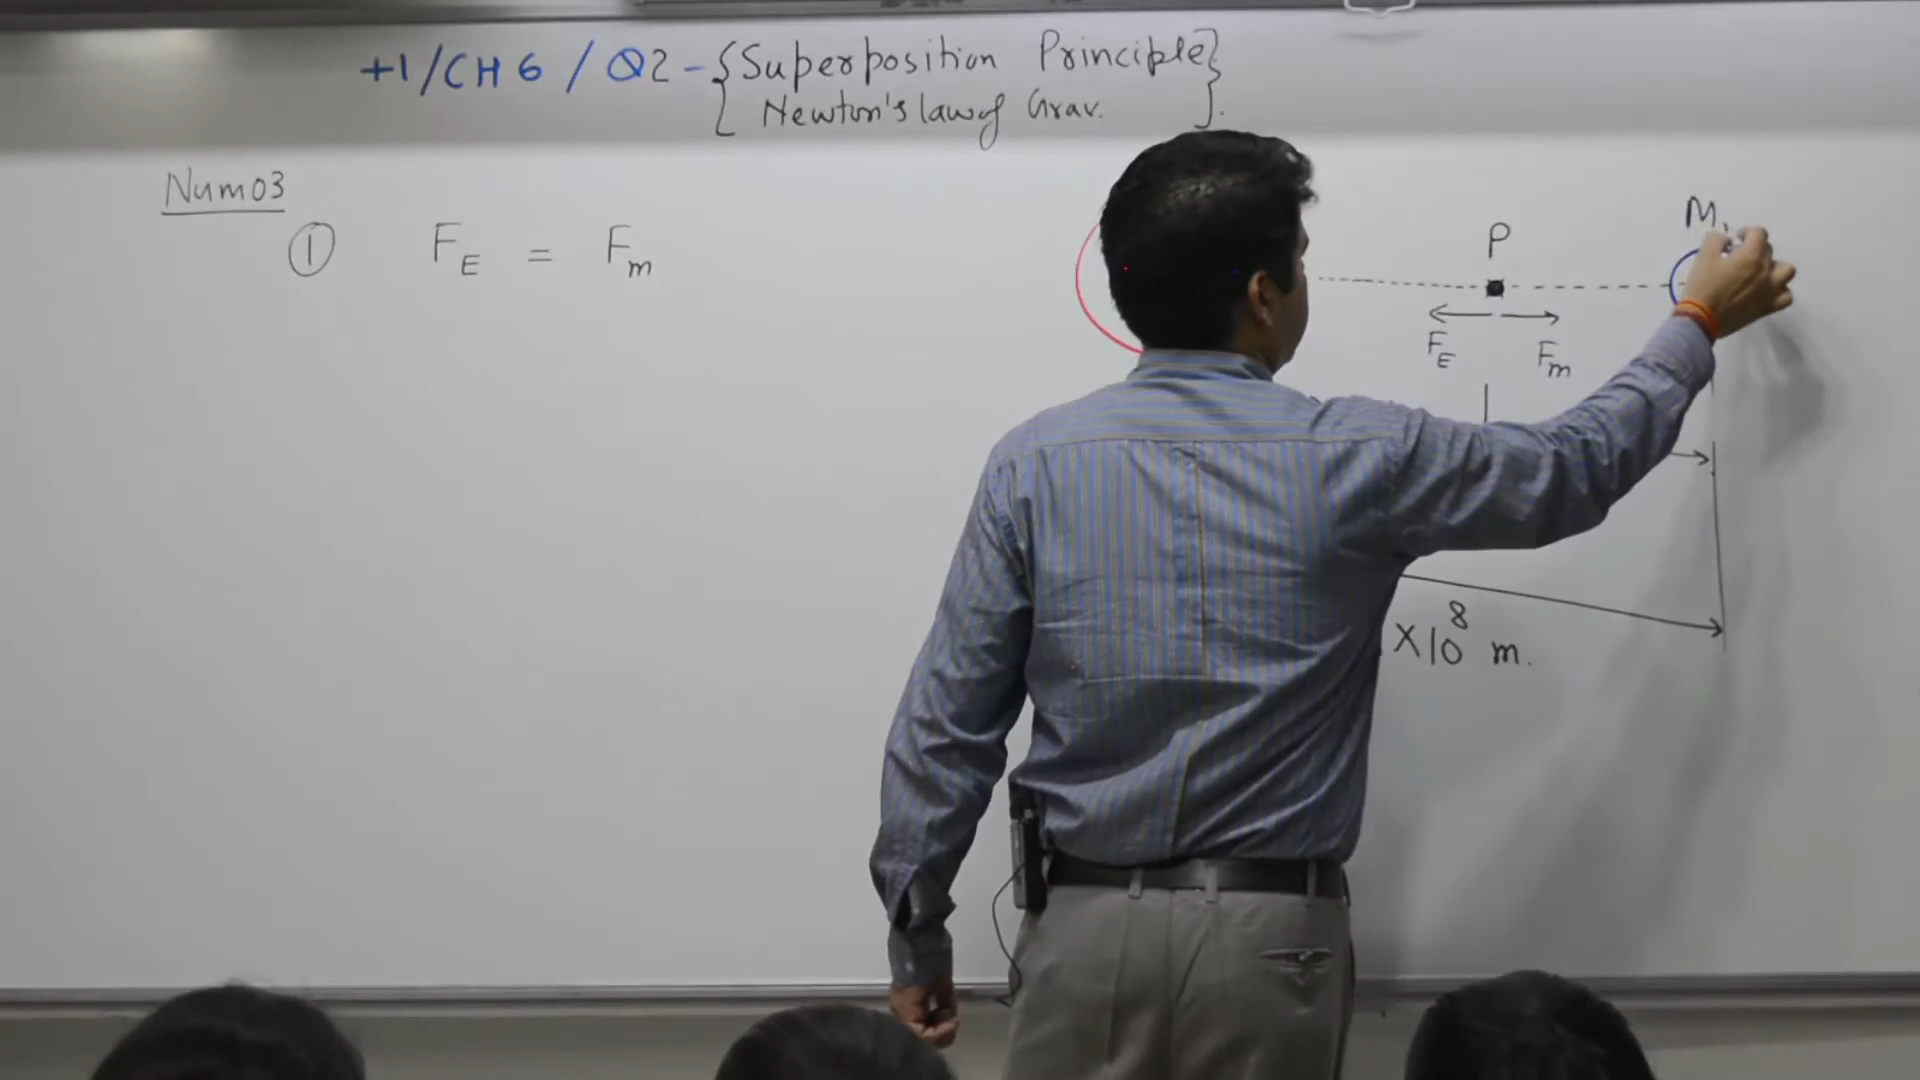 +1/CH 6 / Q2 - {Superposition Principle}
{Newton's law of Grav.}
Num03
① F_E = F_m
P
M
F_E F_m
X10^8 m.